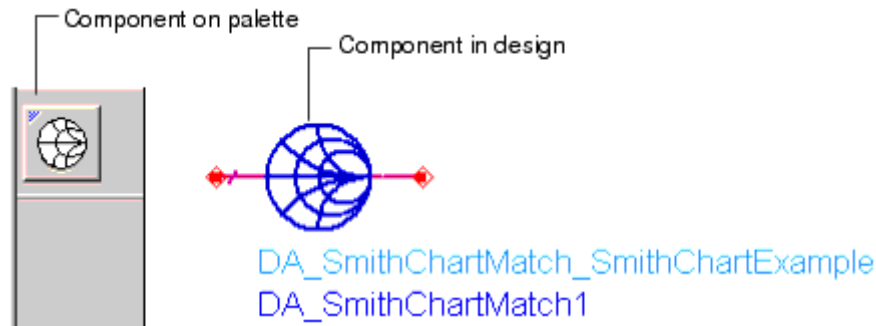 Component on palette
Component in design
DA_SmithChartMatch_SmithChartExample
DA_SmithChartMatch1